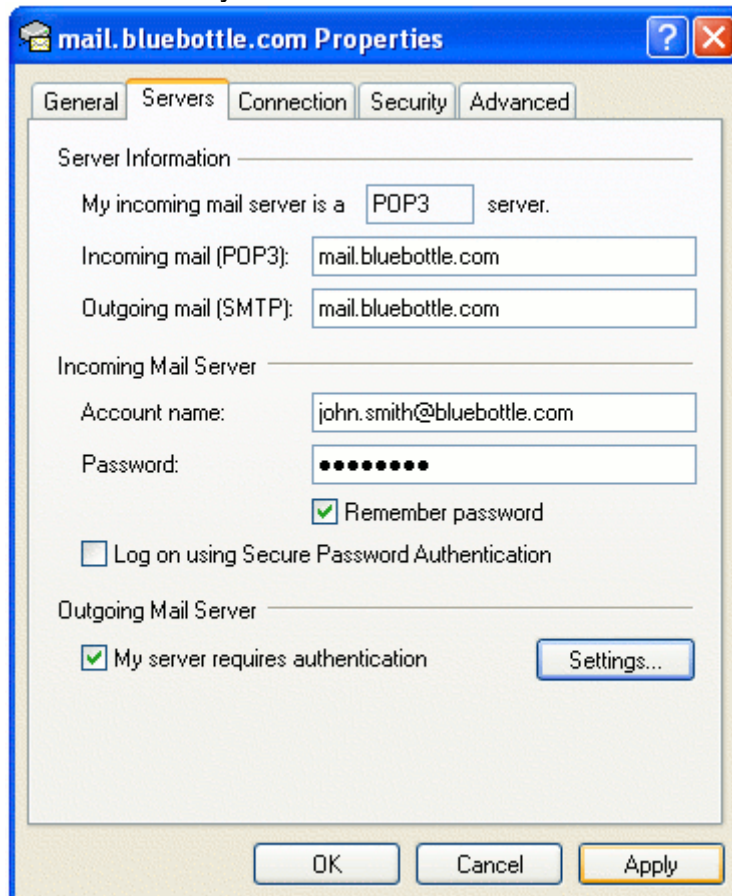 mail.bluebottle.com Properties
General Servers Connection Security Advanced
Server Information
My incoming mail server is a POP3 server.
Incoming mail (POP3): mail.bluebottle.com
Outgoing mail (SMTP): mail.bluebottle.com
Incoming Mail Server
Account name: john.smith@bluebottle.com
Password: ●●●●●●●●
Remember password
Log on using Secure Password Authentication
Outgoing Mail Server
My server requires authentication Settings...
OK Cancel Apply